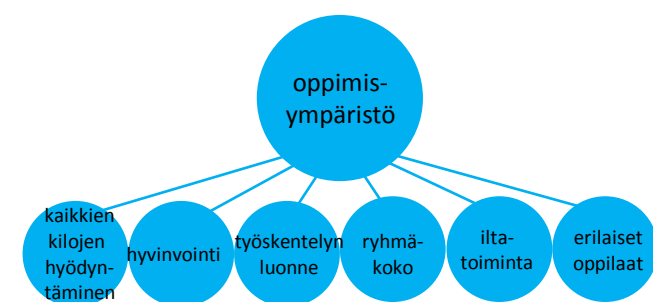 oppimis-
ympäristö
kaikkien
kilojen
hyödyn-
täminen
hyvinvointi
työskentelyn
luonne
ryhmä-
koko
ilta-
toiminta
erilaiset
oppilaat